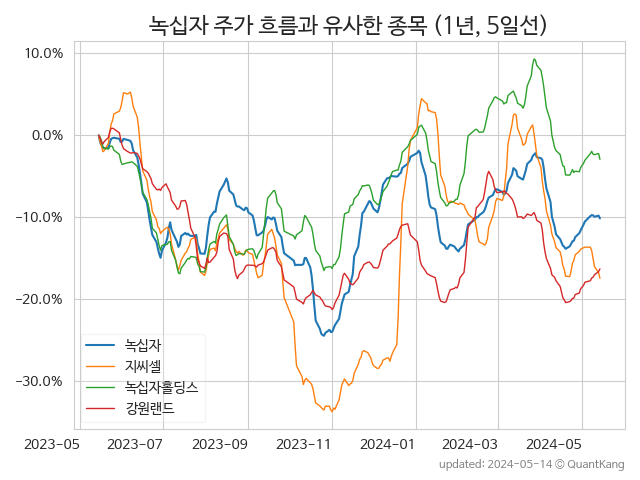 녹십자 주가 흐름과 유사한 종목 (1년, 5일선)
10.0%
0.0%
−10.0%
−20.0%
−30.0%
녹십자
지씨셀
녹십자홀딩스
강원랜드
2023-05 2023-07 2023-09 2023-11 2024-01 2024-03 2024-05
updated: 2024-05-14 © QuantKang